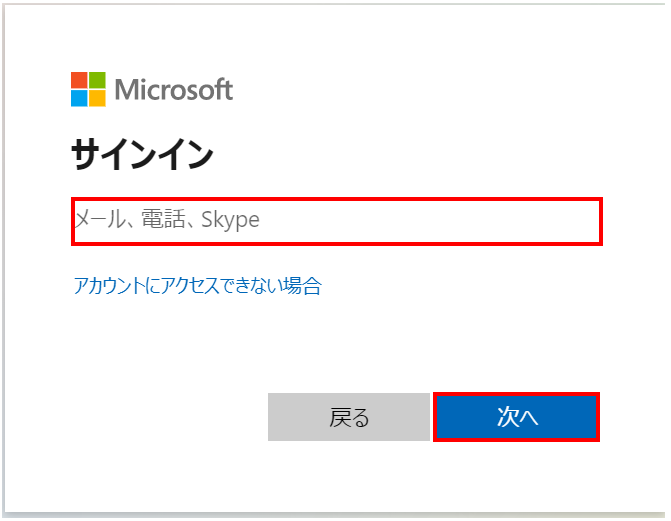 Microsoft
サインイン
メール、電話、Skype
アカウントにアクセスできない場合
戻る
次へ